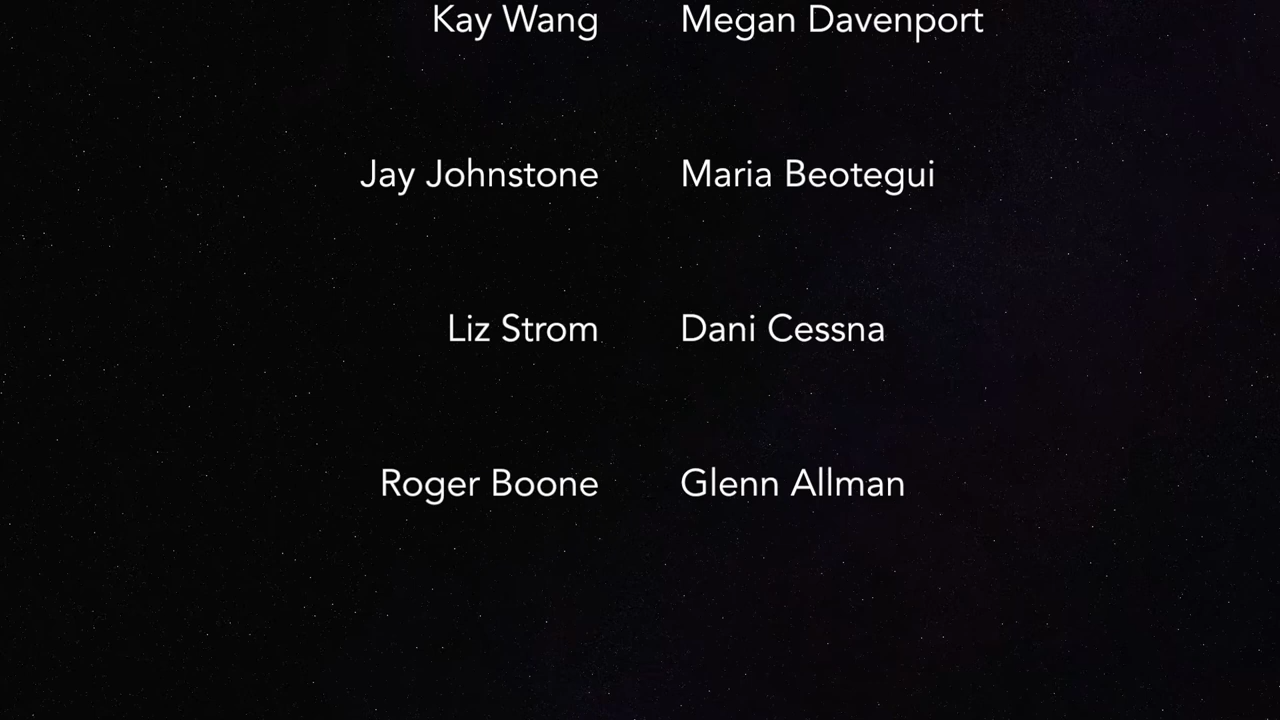 Kay Wang Megan Davenport
Jay Johnstone Maria Beotegui
Liz Strom Dani Cessna
Roger Boone Glenn Allman